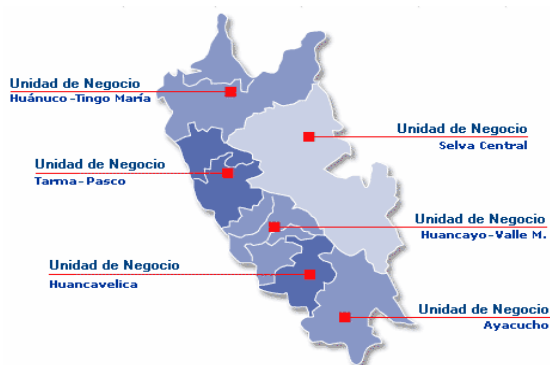 Unidad de Negocio
Huánuco-Tingo María
Unidad de Negocio
Selva Central
Unidad de Negocio
Tarma-Pasco
Unidad de Negocio
Huancayo-Valle M.
Unidad de Negocio
Huancavelica
Unidad de Negocio
Ayacucho